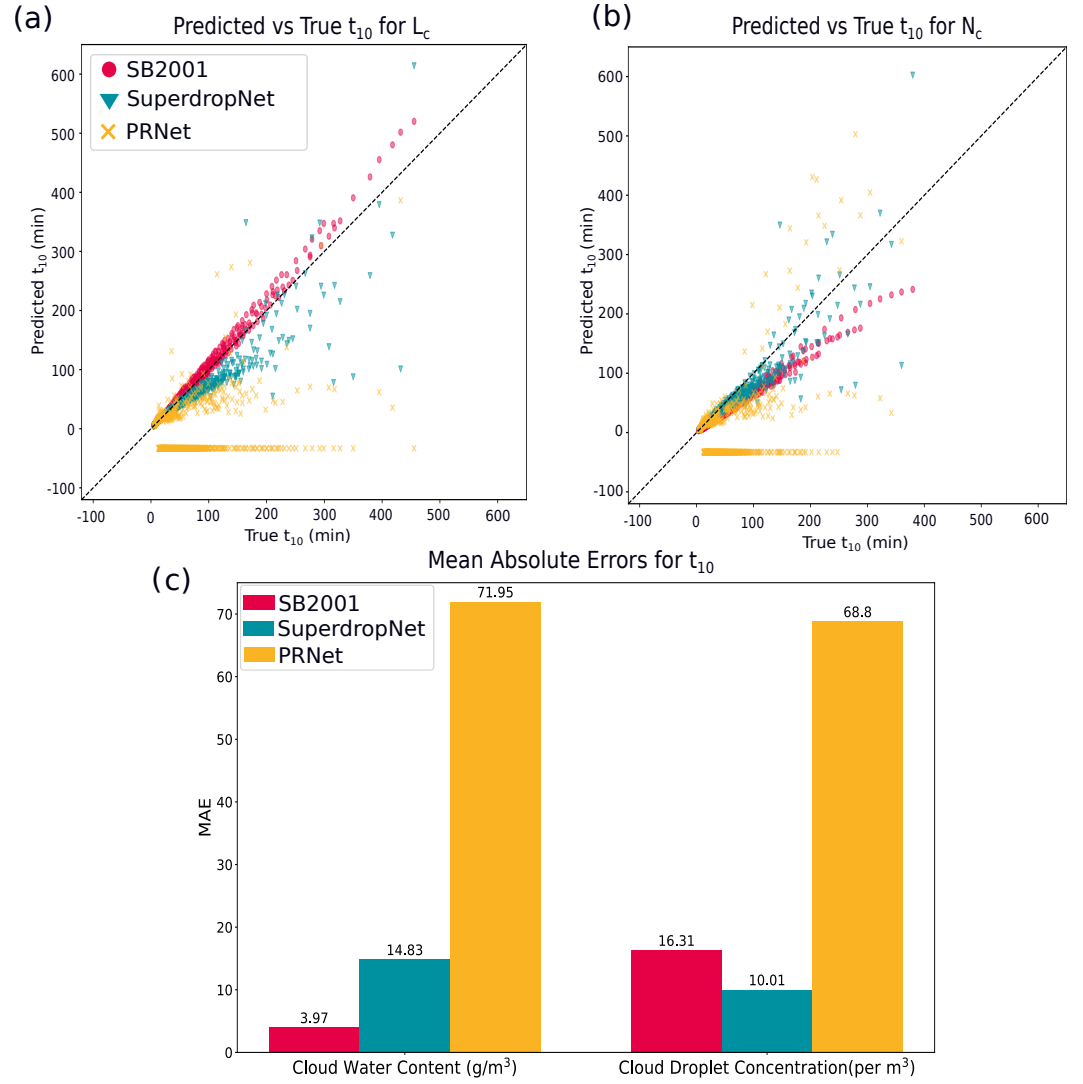 (a)
Predicted vs True t₁₀ for L_c
SB2001
SuperdropNet
PRNet
600
500
400
300
200
100
0
-100
Predicted t₁₀ (min)
-100 0 100 200 300 400 500 600
True t₁₀ (min)
(b)
Predicted vs True t₁₀ for N_c
600
500
400
300
200
100
0
-100
Predicted t₁₀ (min)
-100 0 100 200 300 400 500 600
True t₁₀ (min)
(c)
Mean Absolute Errors for t₁₀
SB2001
SuperdropNet
PRNet
70
60
50
40
30
20
10
0
MAE
3.97
14.83
71.95
16.31
10.01
68.8
Cloud Water Content (g/m³)
Cloud Droplet Concentration(per m³)